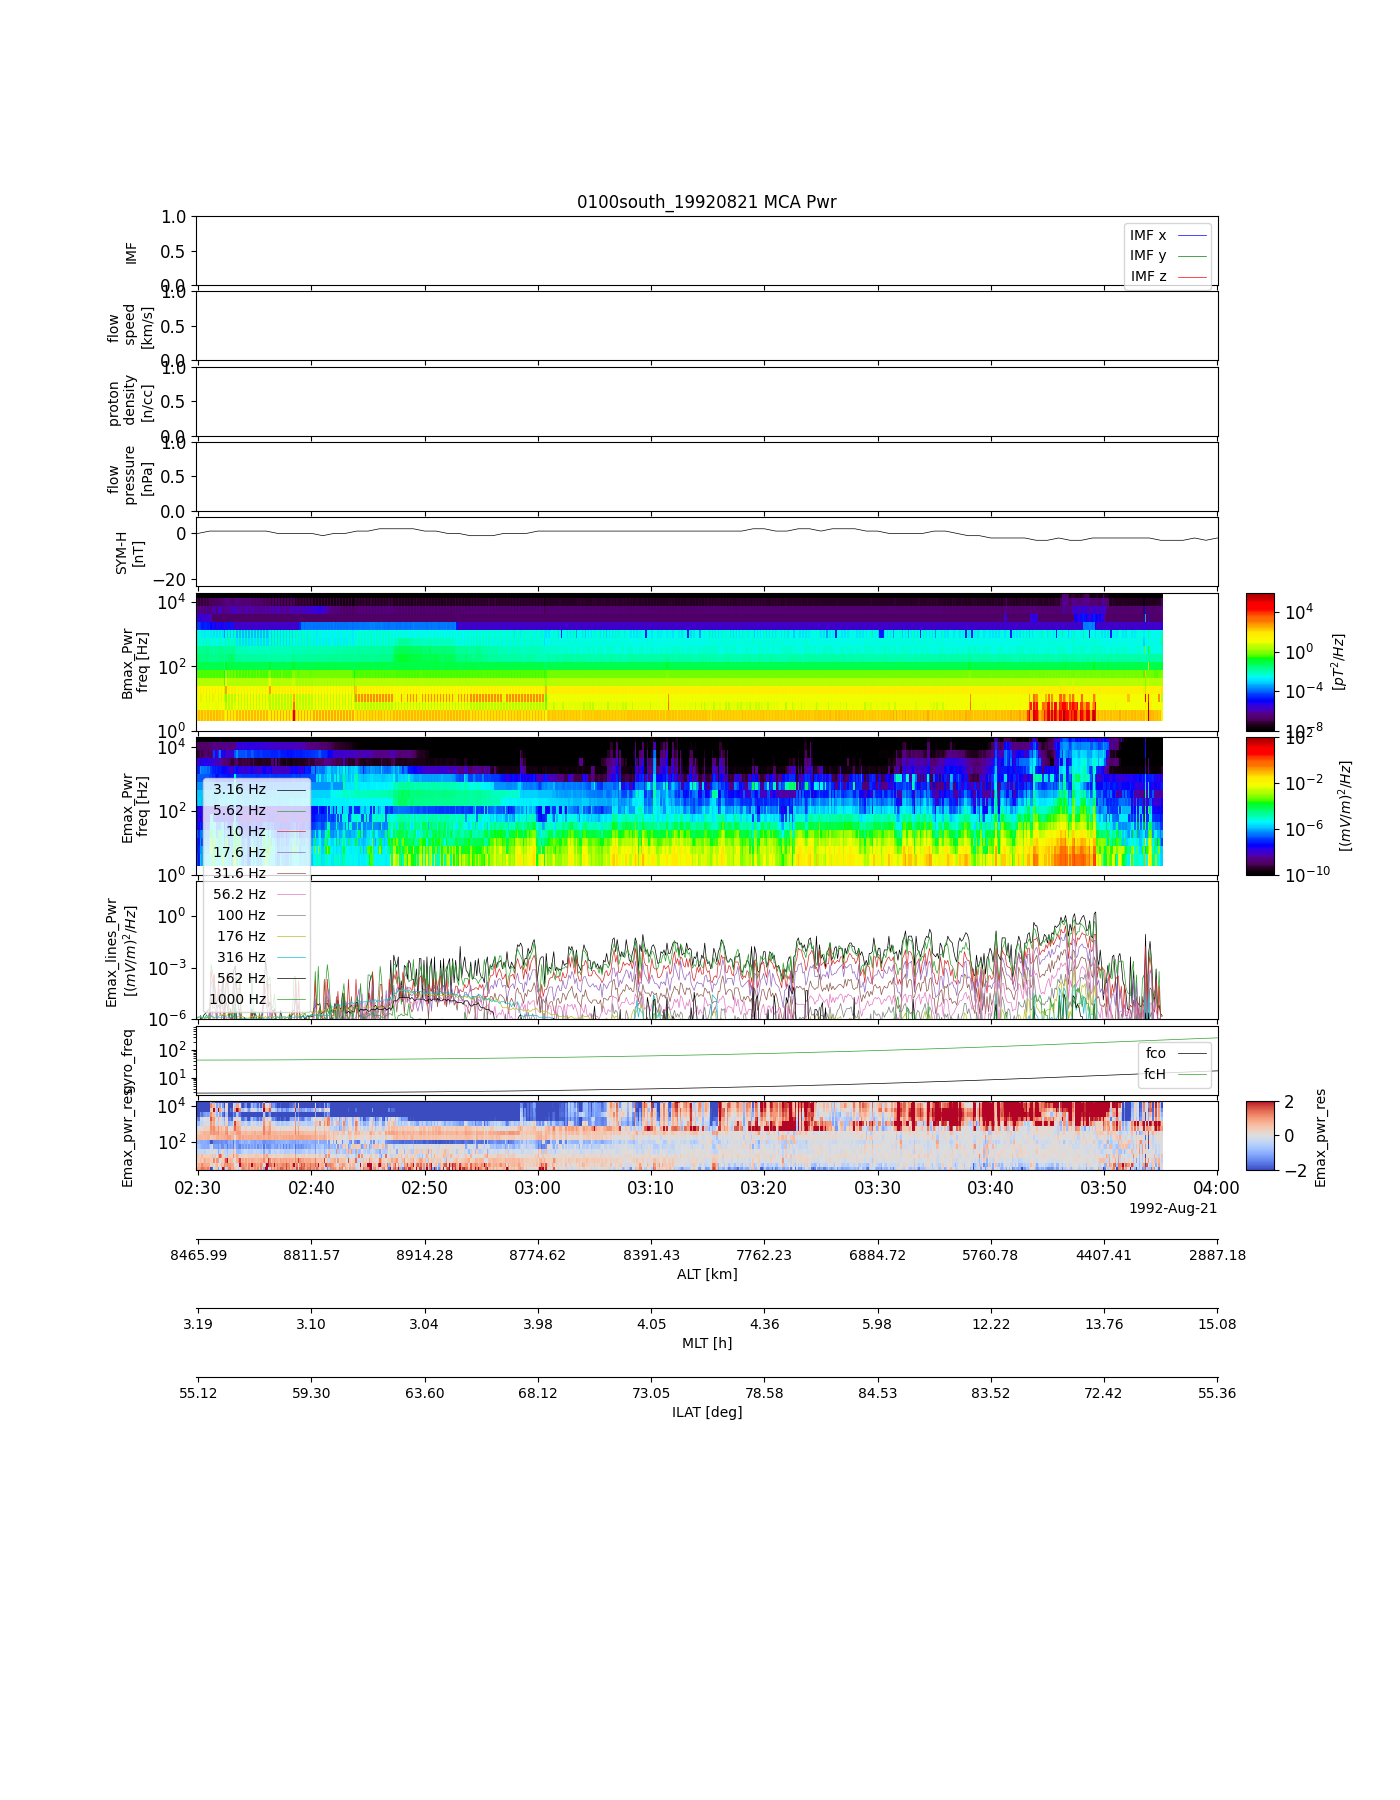 0100south_19920821 MCA Pwr
1.0
0.5
0.0
IMF
IMF x
IMF y
IMF z
1.0
0.5
0.0
flow
speed
[km/s]
1.0
0.5
0.0
proton
density
[n/cc]
1.0
0.5
0.0
flow
pressure
[nPa]
0
−20
SYM-H
[nT]
10^4
10^2
10^0
Bmax_Pwr
freq [Hz]
10^4
10^0
10^−4
10^−8
[pT^2/Hz]
10^4
10^2
10^0
Emax_Pwr
freq [Hz]
10^2
10^−2
10^−6
10^−10
[(mV/m)^2/Hz]
3.16 Hz
5.62 Hz
10 Hz
17.6 Hz
31.6 Hz
56.2 Hz
100 Hz
176 Hz
316 Hz
562 Hz
1000 Hz
10^0
10^−3
10^−6
Emax_lines_Pwr
[(mV/m)^2/Hz]
10^2
10^1
gyro_freq
fco
fcH
10^4
10^2
Emax_pwr_res
2
0
−2
Emax_pwr_res
02:30 02:40 02:50 03:00 03:10 03:20 03:30 03:40 03:50 04:00
1992-Aug-21
8465.99 8811.57 8914.28 8774.62 8391.43 7762.23 6884.72 5760.78 4407.41 2887.18
ALT [km]
3.19 3.10 3.04 3.98 4.05 4.36 5.98 12.22 13.76 15.08
MLT [h]
55.12 59.30 63.60 68.12 73.05 78.58 84.53 83.52 72.42 55.36
ILAT [deg]